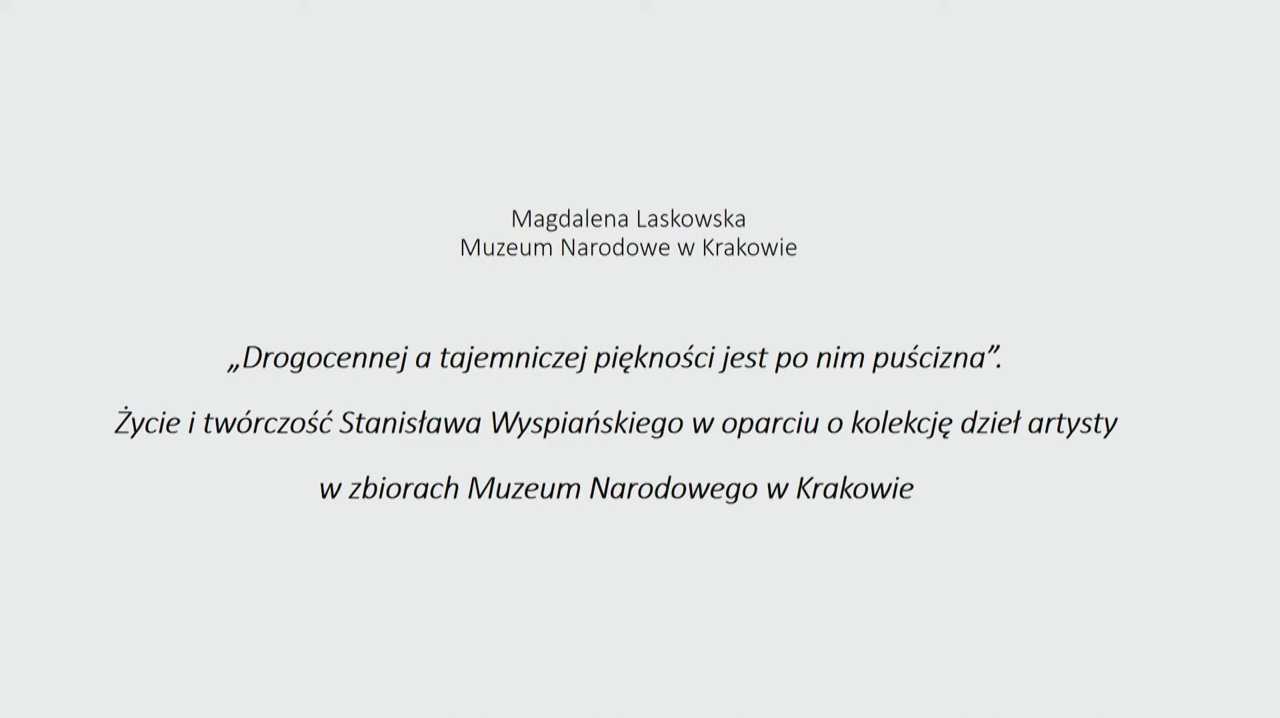 Magdalena Laskowska
Muzeum Narodowe w Krakowie
„Drogocennej a tajemniczej piękności jest po nim puścizna”.
Życie i twórczość Stanisława Wyspiańskiego w oparciu o kolekcję dzieł artysty
w zbiorach Muzeum Narodowego w Krakowie